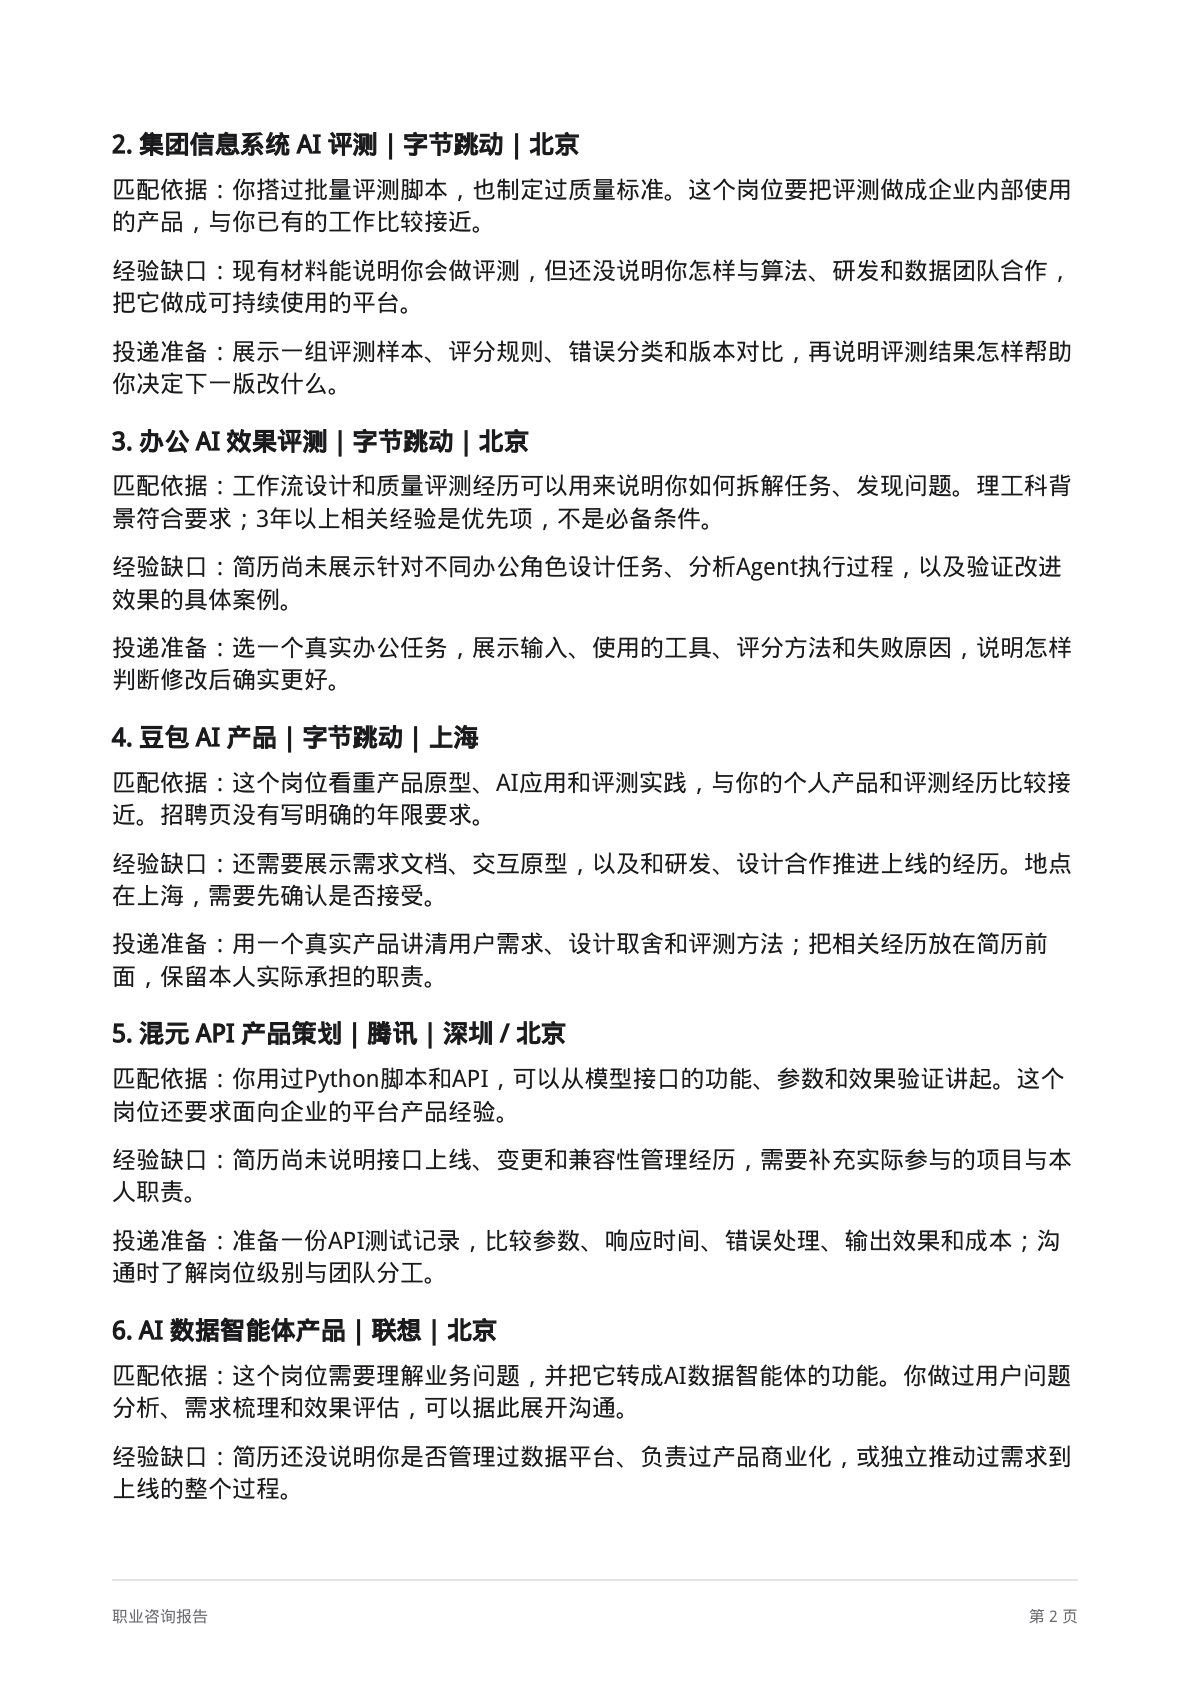 2. 集团信息系统 AI 评测 | 字节跳动 | 北京
匹配依据：你搭过批量评测脚本，也制定过质量标准。这个岗位要把评测做成企业内部使用
的产品，与你已有的工作比较接近。
经验缺口：现有材料能说明你会做评测，但还没说明你怎样与算法、研发和数据团队合作，
把它做成可持续使用的平台。
投递准备：展示一组评测样本、评分规则、错误分类和版本对比，再说明评测结果怎样帮助
你决定下一版改什么。
3. 办公 AI 效果评测 | 字节跳动 | 北京
匹配依据：工作流设计和质量评测经历可以用来说明你如何拆解任务、发现问题。理工科背
景符合要求；3年以上相关经验是优先项，不是必备条件。
经验缺口：简历尚未展示针对不同办公角色设计任务、分析Agent执行过程，以及验证改进
效果的具体案例。
投递准备：选一个真实办公任务，展示输入、使用的工具、评分方法和失败原因，说明怎样
判断修改后确实更好。
4. 豆包 AI 产品 | 字节跳动 | 上海
匹配依据：这个岗位看重产品原型、AI应用和评测实践，与你的个人产品和评测经历比较接
近。招聘页没有写明确的年限要求。
经验缺口：还需要展示需求文档、交互原型，以及和研发、设计合作推进上线的经历。地点
在上海，需要先确认是否接受。
投递准备：用一个真实产品讲清用户需求、设计取舍和评测方法；把相关经历放在简历前
面，保留本人实际承担的职责。
5. 混元 API 产品策划 | 腾讯 | 深圳 / 北京
匹配依据：你用过Python脚本和API，可以从模型接口的功能、参数和效果验证讲起。这个
岗位还要求面向企业的平台产品经验。
经验缺口：简历尚未说明接口上线、变更和兼容性管理经历，需要补充实际参与的项目与本
人职责。
投递准备：准备一份API测试记录，比较参数、响应时间、错误处理、输出效果和成本；沟
通时了解岗位级别与团队分工。
6. AI 数据智能体产品 | 联想 | 北京
匹配依据：这个岗位需要理解业务问题，并把它转成AI数据智能体的功能。你做过用户问题
分析、需求梳理和效果评估，可以据此展开沟通。
经验缺口：简历还没说明你是否管理过数据平台、负责过产品商业化，或独立推动过需求到
上线的整个过程。
职业咨询报告
第 2 页